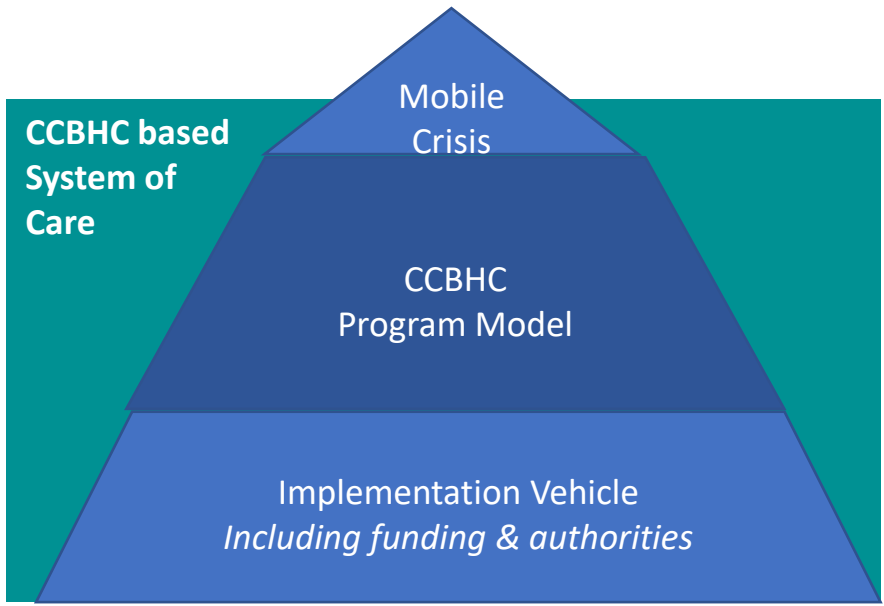 Mobile
Crisis
CCBHC based
System of
Care
CCBHC
Program Model
Implementation Vehicle
Including funding & authorities